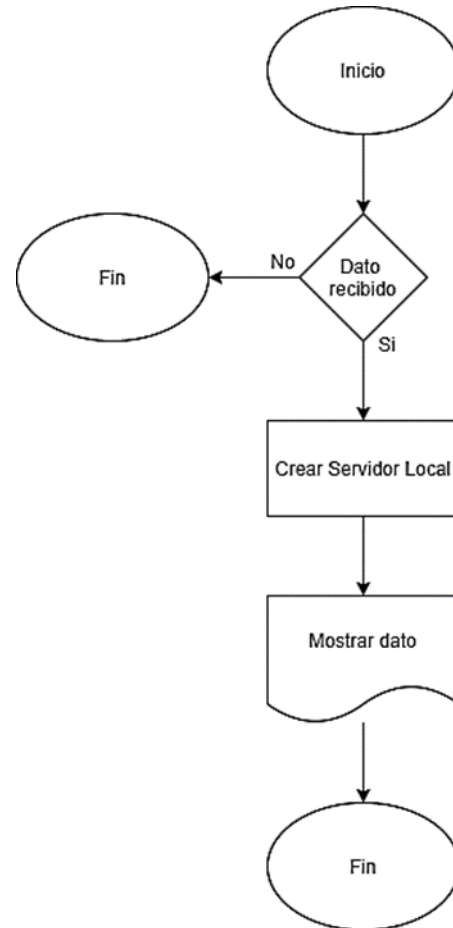 Inicio
No
Dato
recibido
Fin
Si
Crear Servidor Local
Mostrar dato
Fin